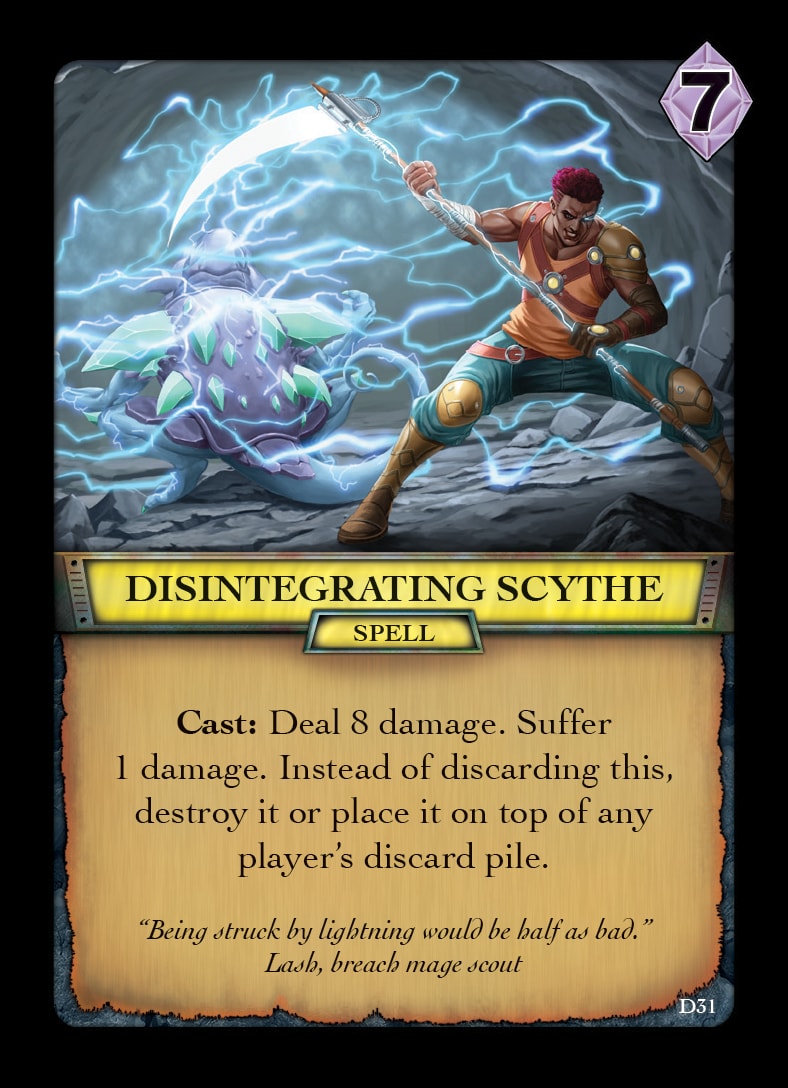 7
DISINTEGRATING SCYTHE
SPELL
Cast: Deal 8 damage. Suffer
1 damage. Instead of discarding this,
destroy it or place it on top of any
player’s discard pile.
“Being struck by lightning would be half as bad.”
Lash, breach mage scout
D31